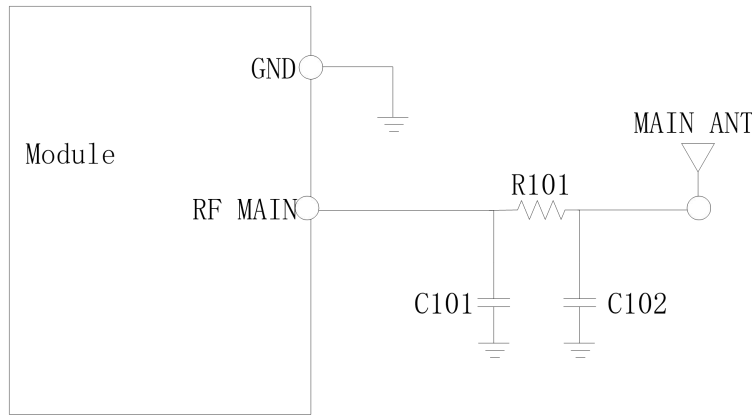 GND
MAIN ANT
Module
R101
RF MAIN
C101
C102